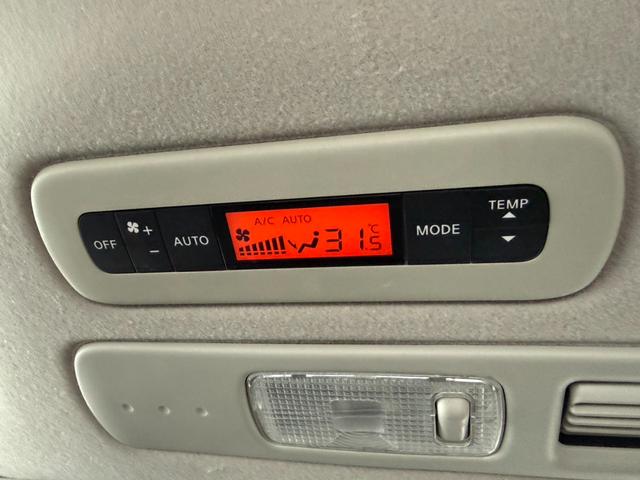 OFF
+
-
AUTO
A/C AUTO
31.5 °C
MODE
TEMP